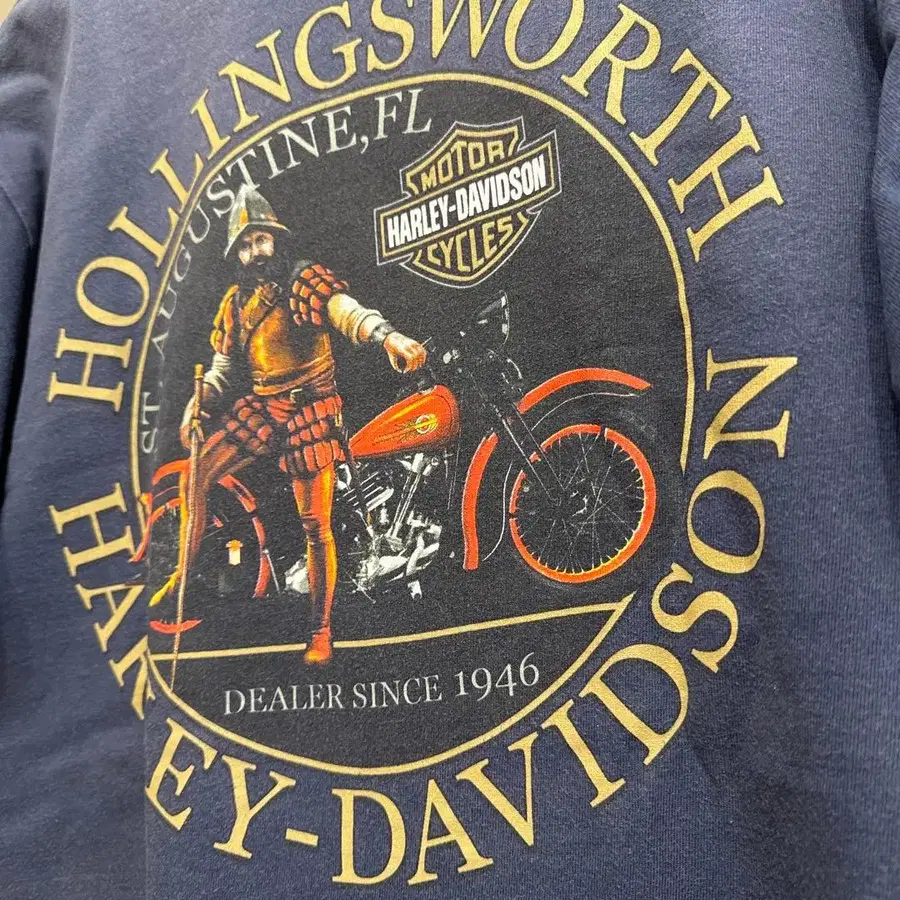 HOLLINGSWORTH
ST. AUGUSTINE, FL
MOTOR
HARLEY-DAVIDSON
CYCLES
DEALER SINCE 1946
HARLEY-DAVIDSON